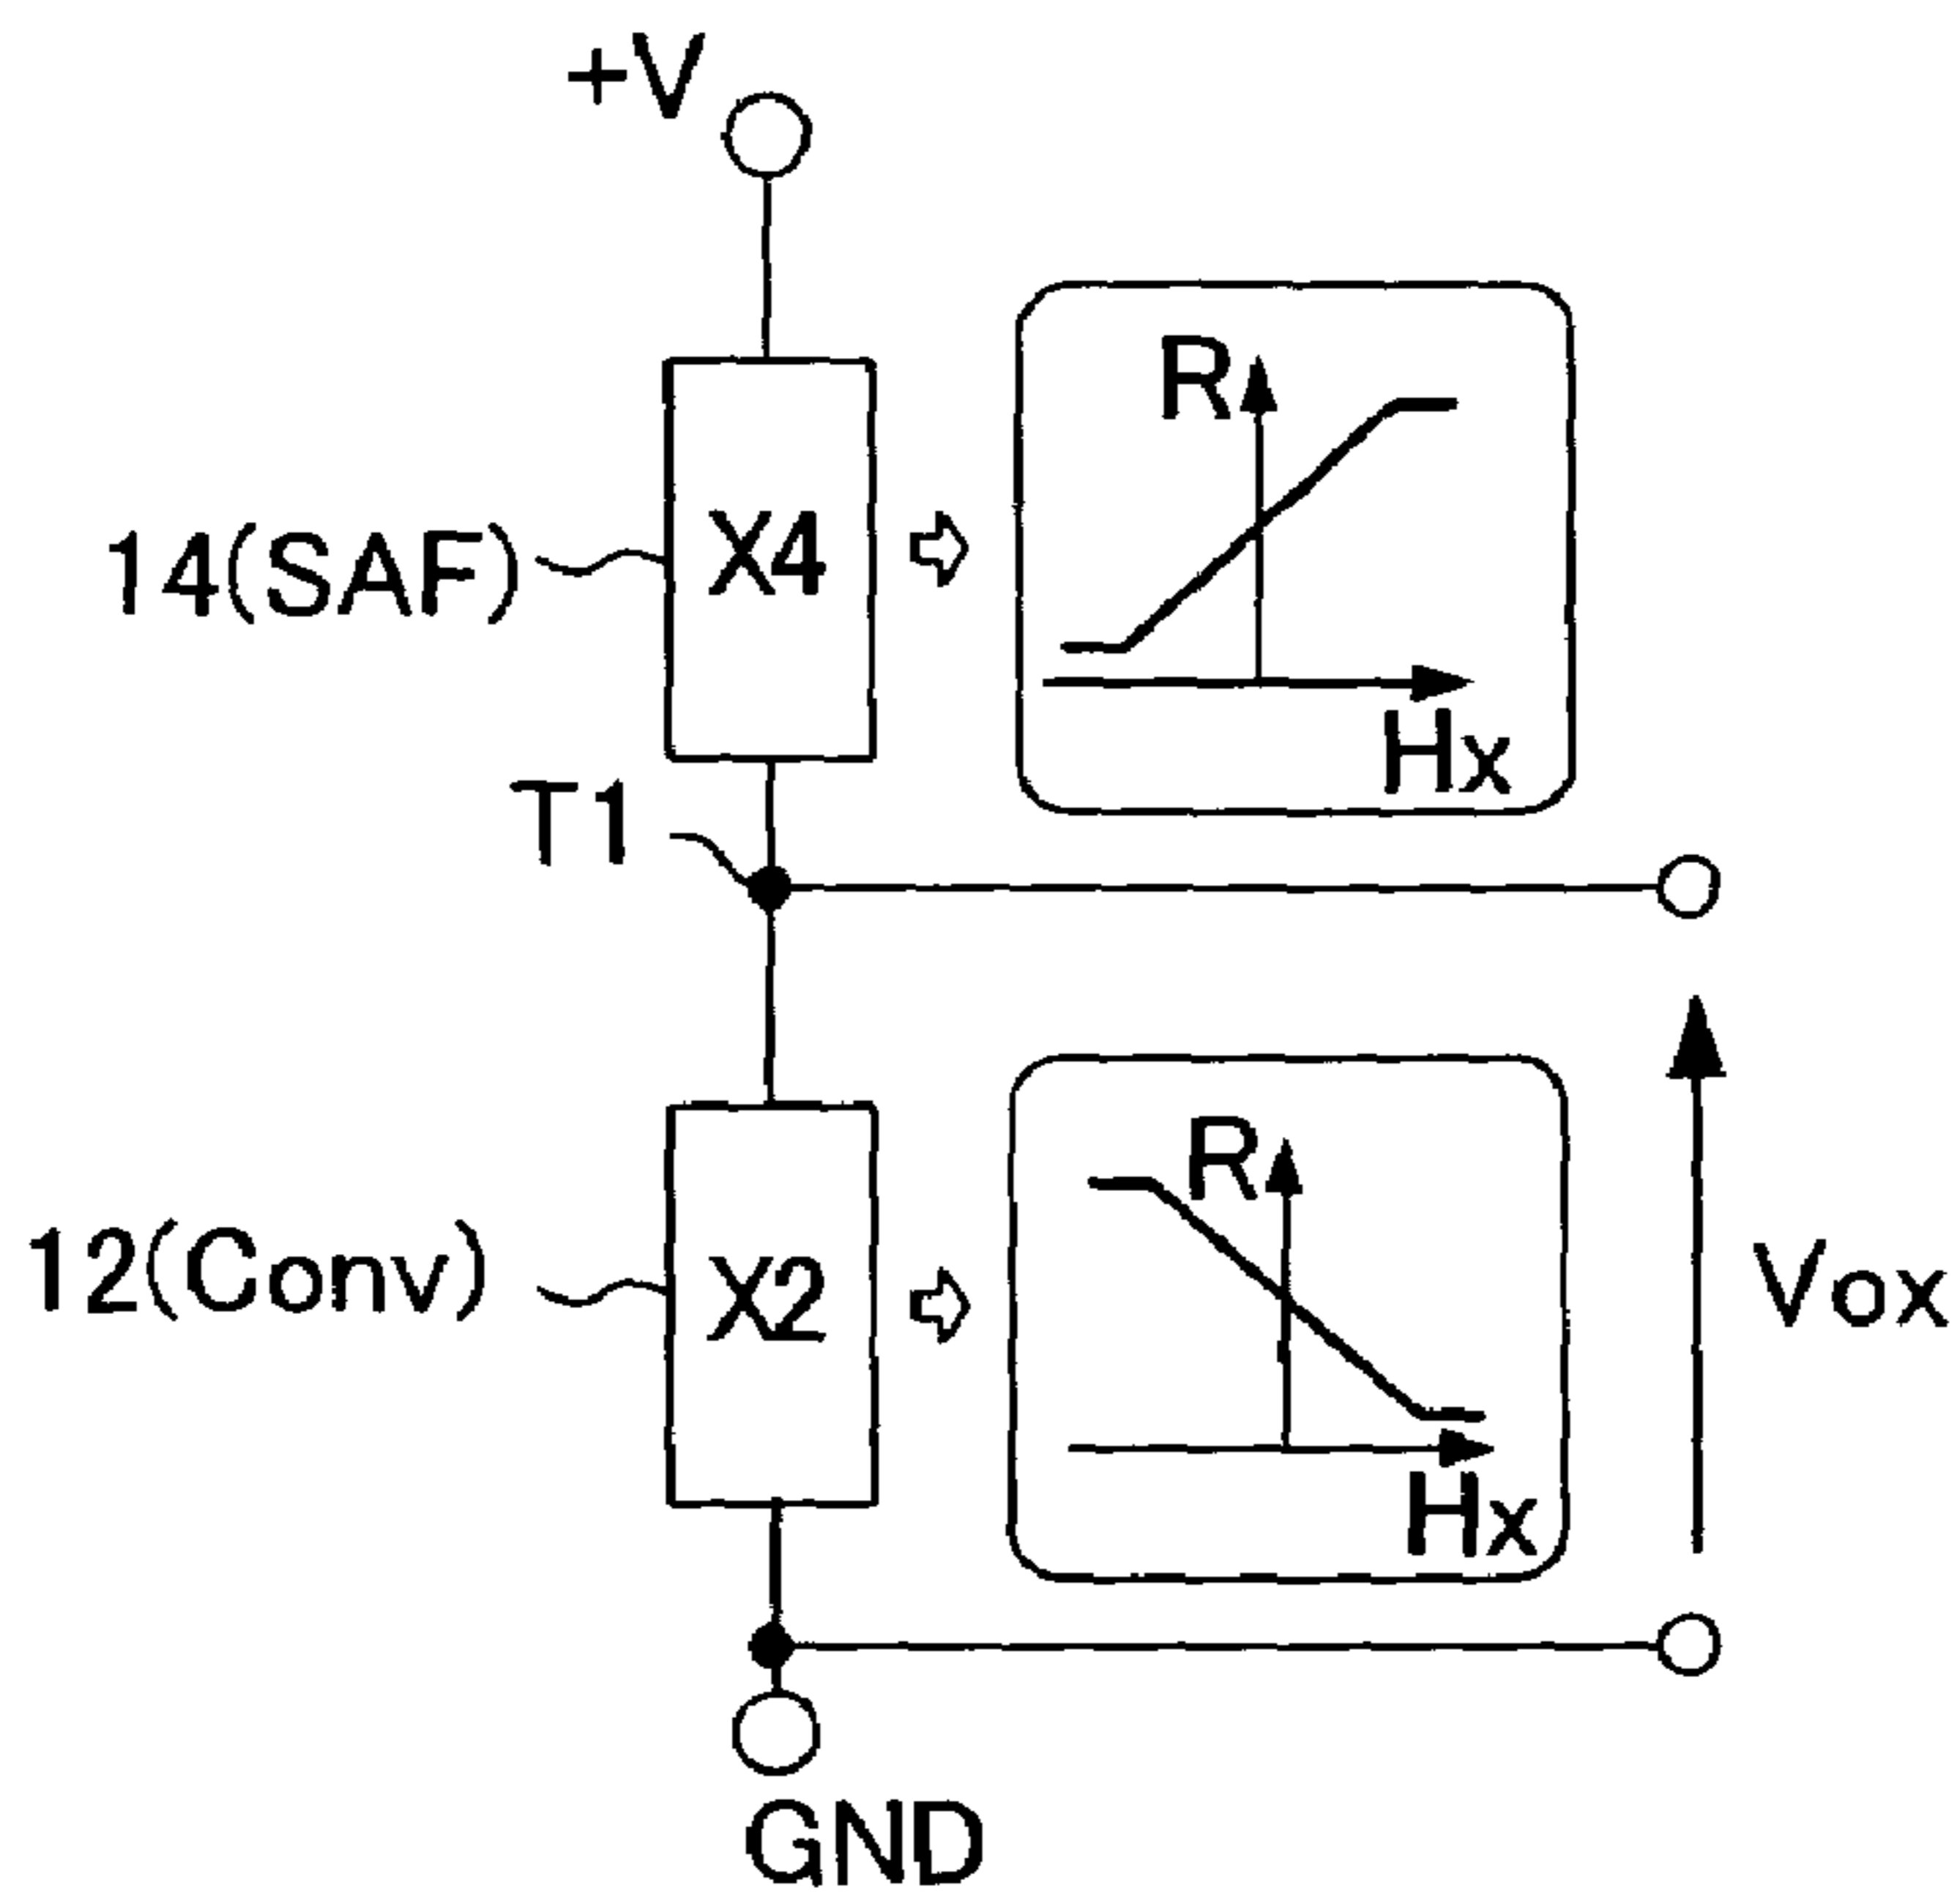 +V
R
14(SAF)
X4
Hx
T1
R
12(Conv)
X2
Vox
Hx
GND